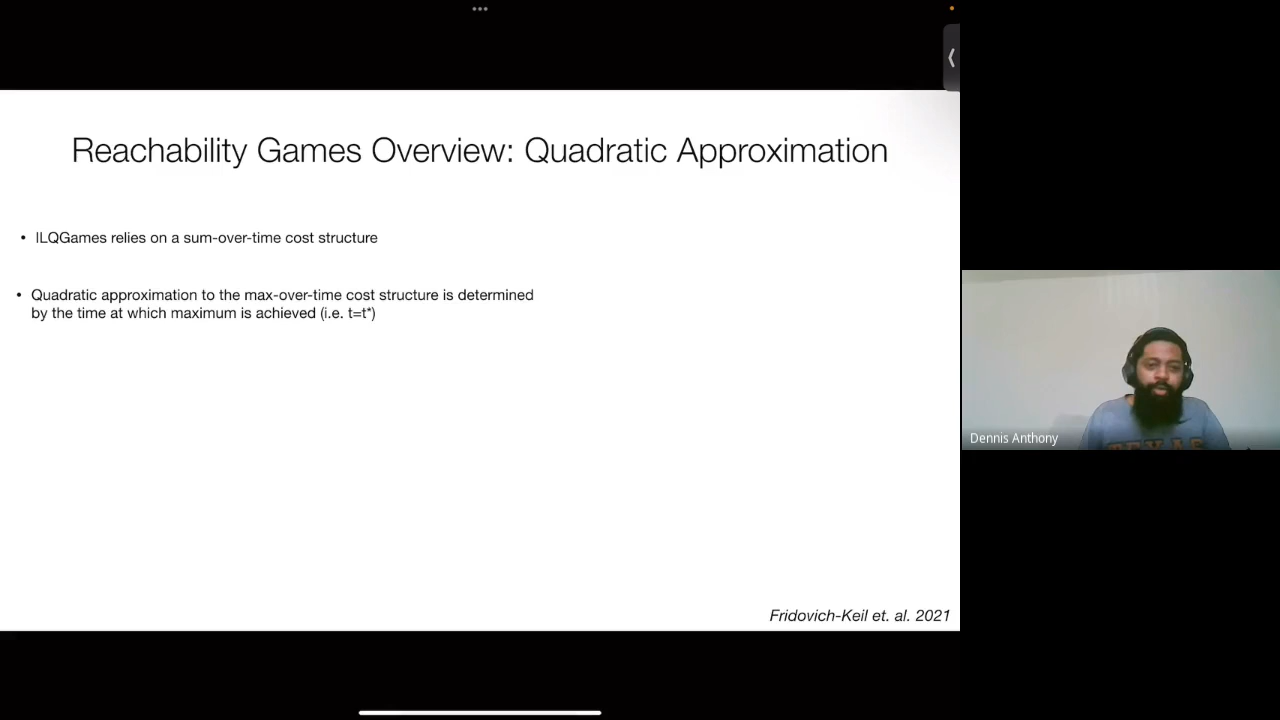 Reachability Games Overview: Quadratic Approximation
• ILQGames relies on a sum-over-time cost structure
• Quadratic approximation to the max-over-time cost structure is determined
by the time at which maximum is achieved (i.e. t=t*)
Fridovich-Keil et. al. 2021
Dennis Anthony
TEXAS